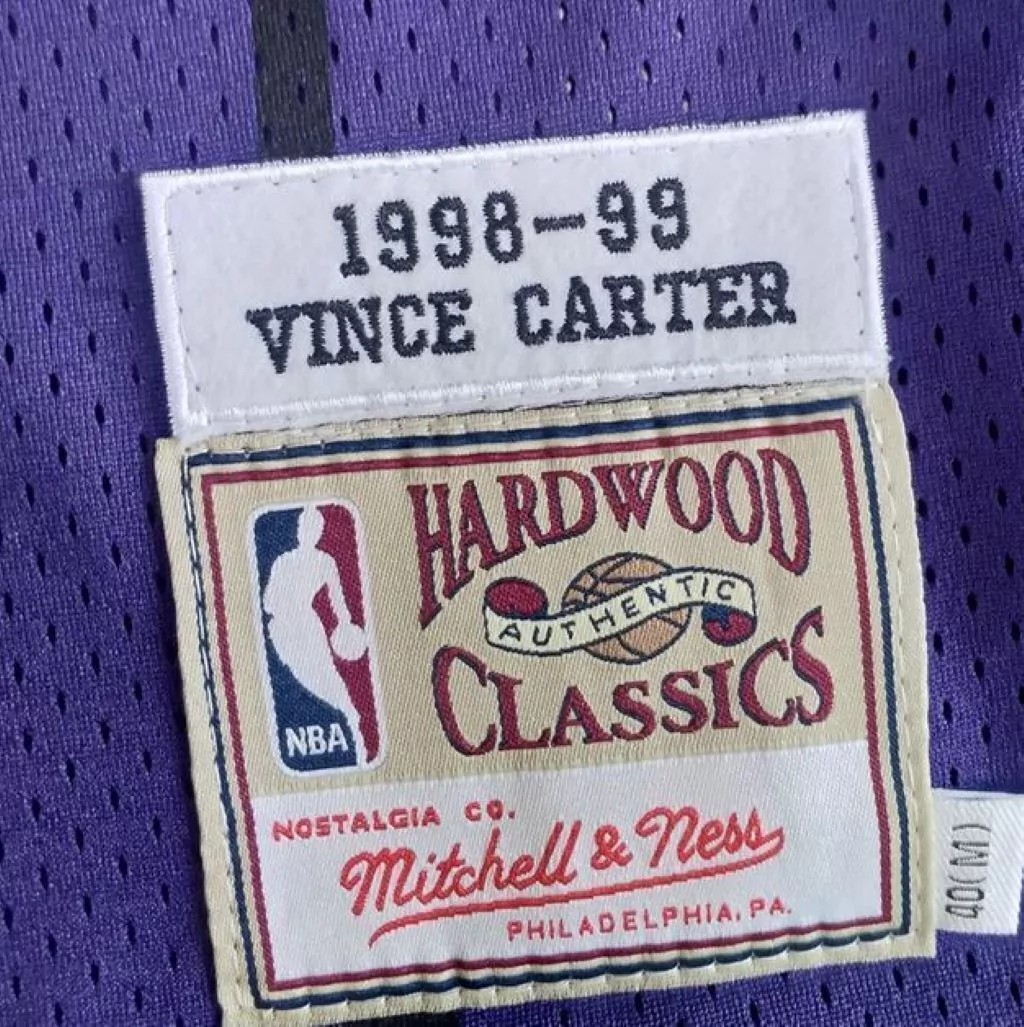 1998-99
VINCE CARTER
HARDWOOD
AUTHENTIC
CLASSICS
NBA
NOSTALGIA CO.
Mitchell & Ness
PHILADELPHIA, PA.
40(M)